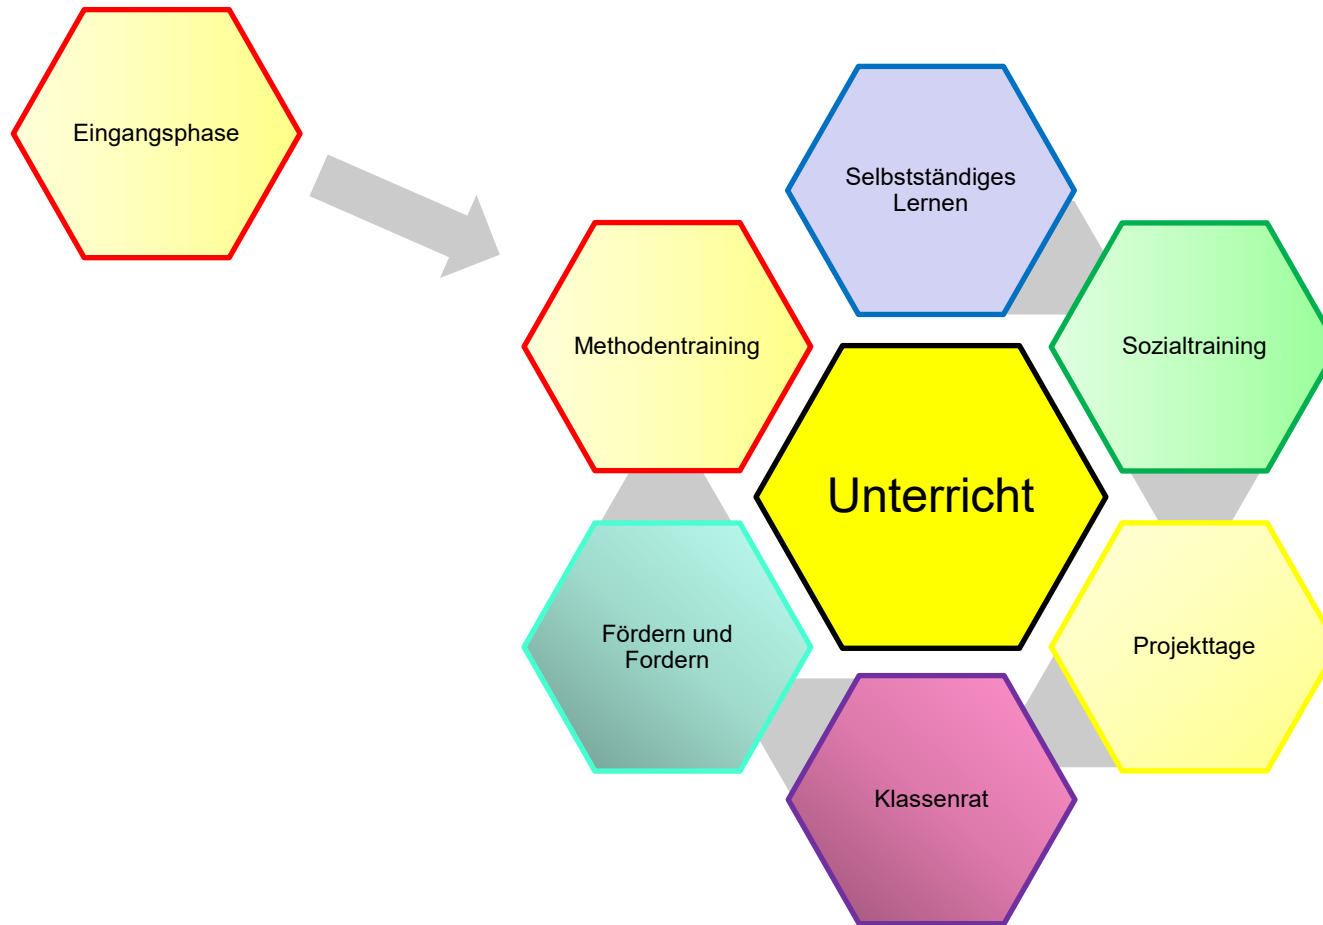 Eingangsphase
Selbstständiges
Lernen
Methodentraining
Sozialtraining
Unterricht
Fördern und
Fordern
Projekttage
Klassenrat